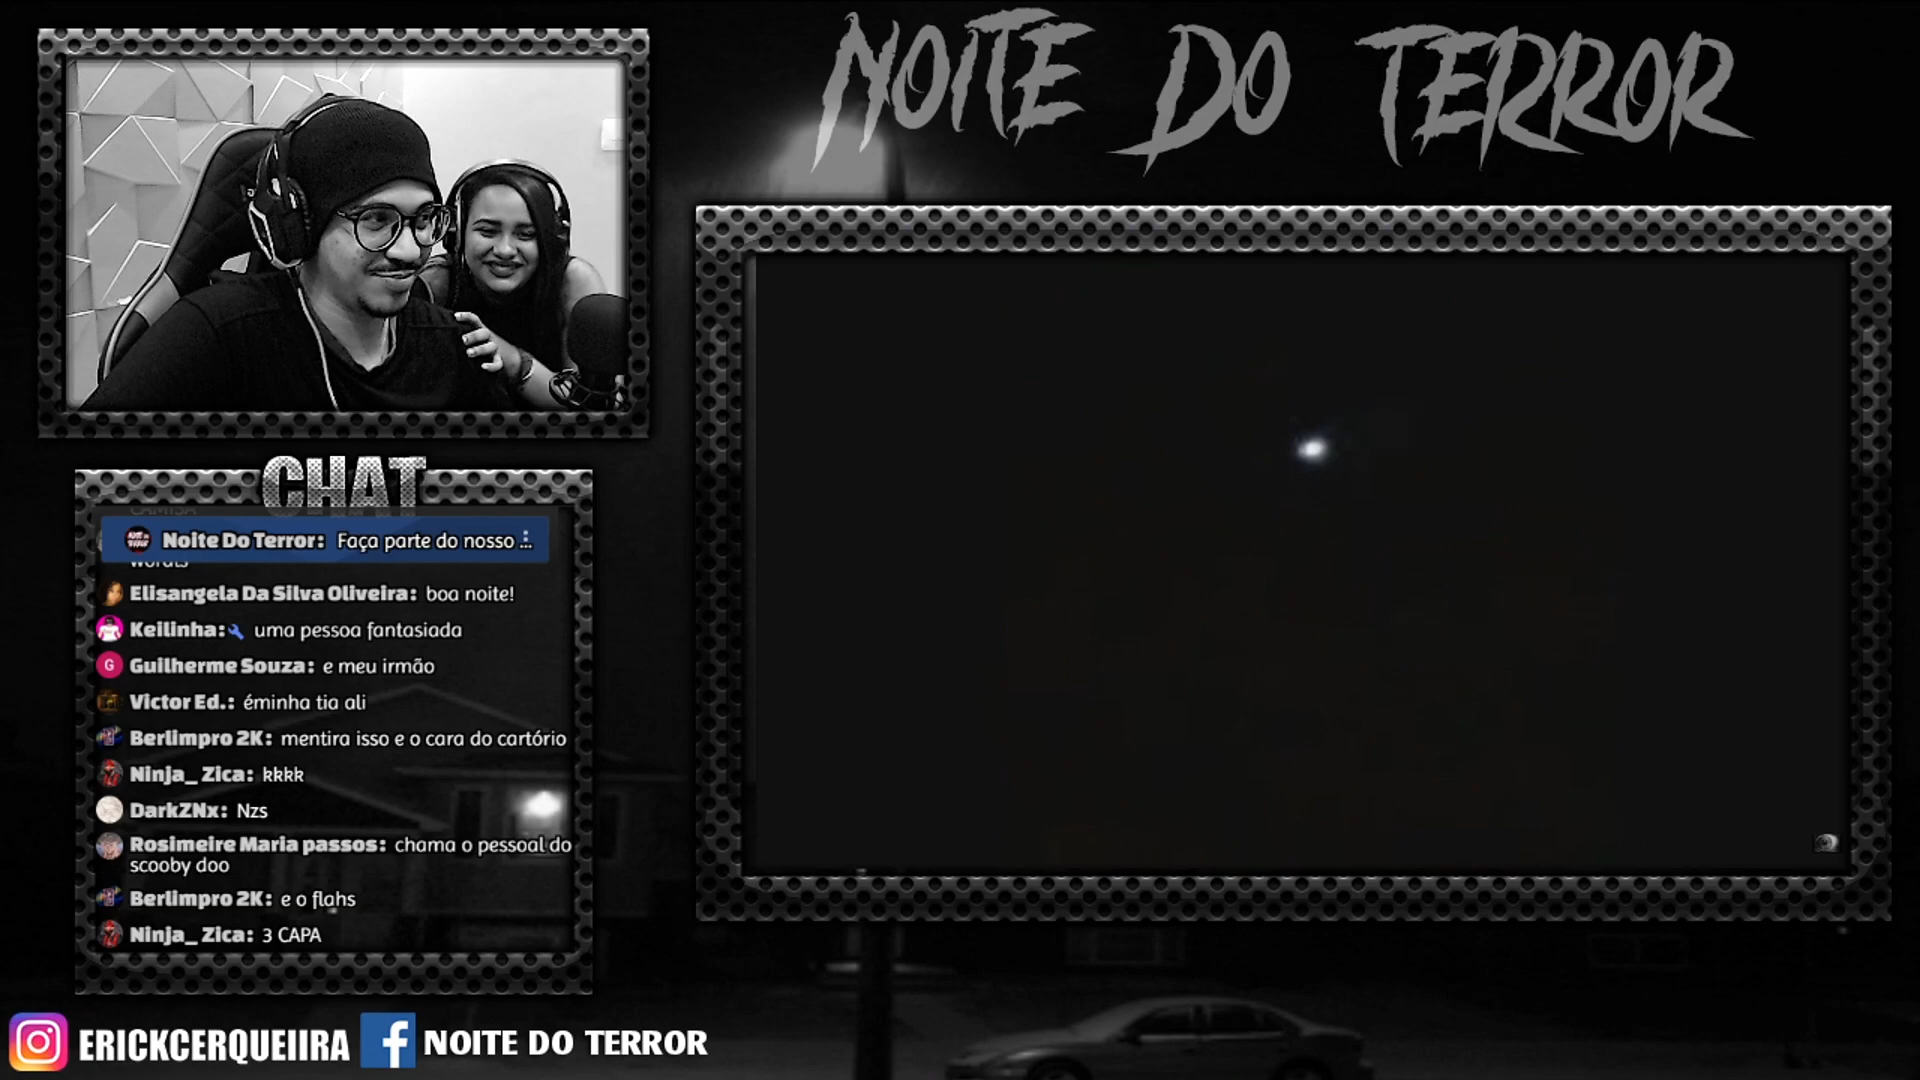 NOITE DO TERROR
CHAT
CAMISA
Noite Do Terror: Faça parte do nosso ...
Elisangela Da Silva Oliveira: boa noite!
Keilinha: uma pessoa fantasiada
G
Guilherme Souza: e meu irmão
Victor Ed.: éminha tia ali
Berlimpro 2K: mentira isso e o cara do cartório
Ninja_ Zica: kkkk
DarkZNx: Nzs
Rosimeire Maria passos: chama o pessoal do
scooby doo
Berlimpro 2K: e o flahs
Ninja_ Zica: 3 CAPA
ERICKCERQUEIIRA
NOITE DO TERROR